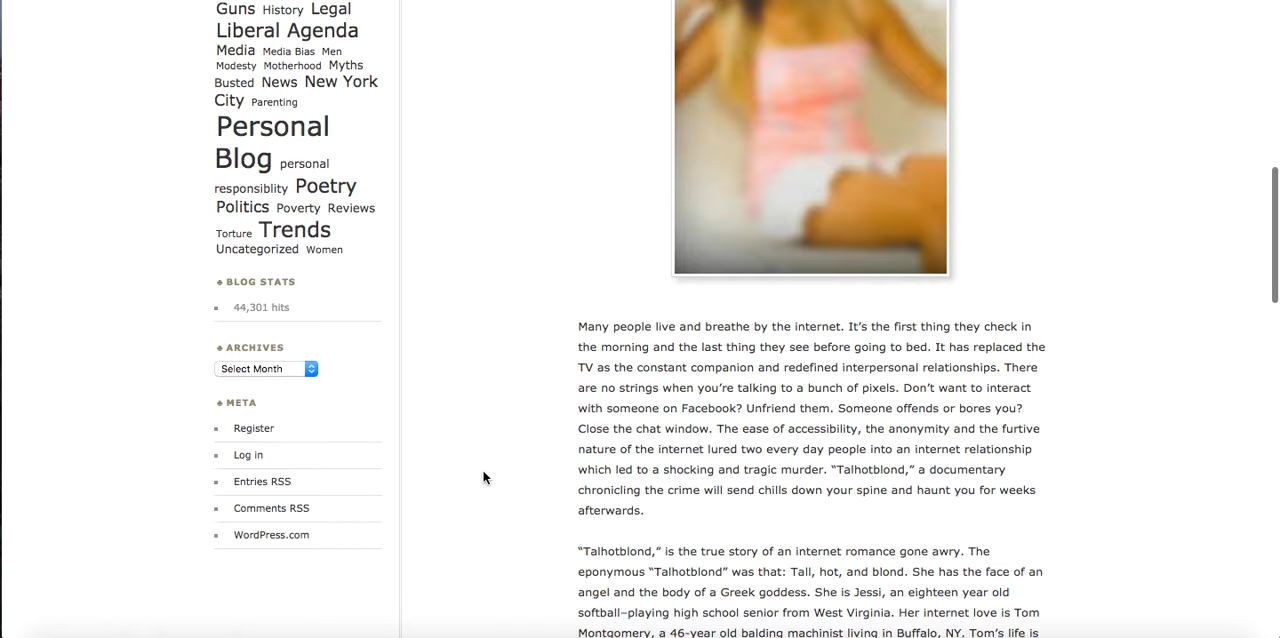 Guns History Legal
Liberal Agenda
Media Media Bias Men
Modesty Motherhood Myths
Busted News New York
City Parenting
Personal
Blog personal
responsiblity Poetry
Politics Poverty Reviews
Torture Trends
Uncategorized Women
♣ BLOG STATS
44,301 hits
♣ ARCHIVES
Select Month
♣ META
Register
Log in
Entries RSS
Comments RSS
WordPress.com
Many people live and breathe by the internet. It’s the first thing they check in
the morning and the last thing they see before going to bed. It has replaced the
TV as the constant companion and redefined interpersonal relationships. There
are no strings when you’re talking to a bunch of pixels. Don’t want to interact
with someone on Facebook? Unfriend them. Someone offends or bores you?
Close the chat window. The ease of accessibility, the anonymity and the furtive
nature of the internet lured two every day people into an internet relationship
which led to a shocking and tragic murder. “Talhotblond,” a documentary
chronicling the crime will send chills down your spine and haunt you for weeks
afterwards.
“Talhotblond,” is the true story of an internet romance gone awry. The
eponymous “Talhotblond” was that: Tall, hot, and blond. She has the face of an
angel and the body of a Greek goddess. She is Jessi, an eighteen year old
softball–playing high school senior from West Virginia. Her internet love is Tom
Montgomery, a 46-year old balding machinist living in Buffalo, NY. Tom’s life is